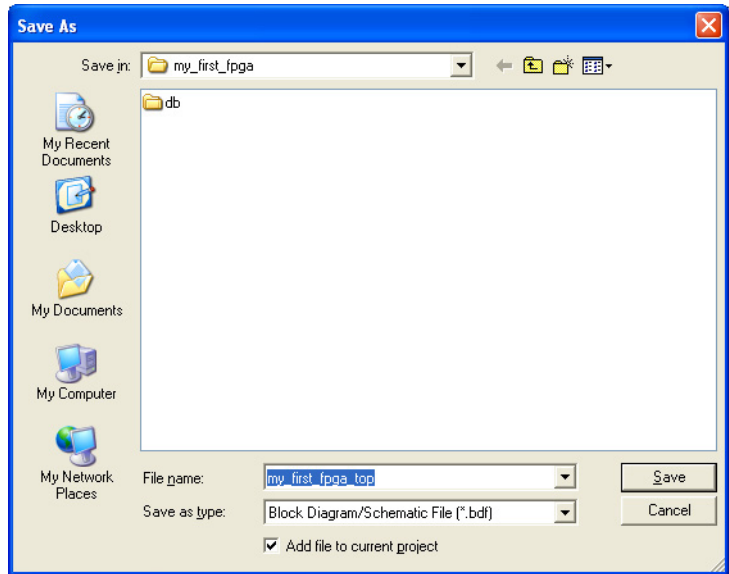 Save As
Save in: my_first_fpga
db
My Recent
Documents
Desktop
My Documents
My Computer
My Network
Places
File name: my_first_fpga_top Save
Save as type: Block Diagram/Schematic File (*.bdf) Cancel
Add file to current project